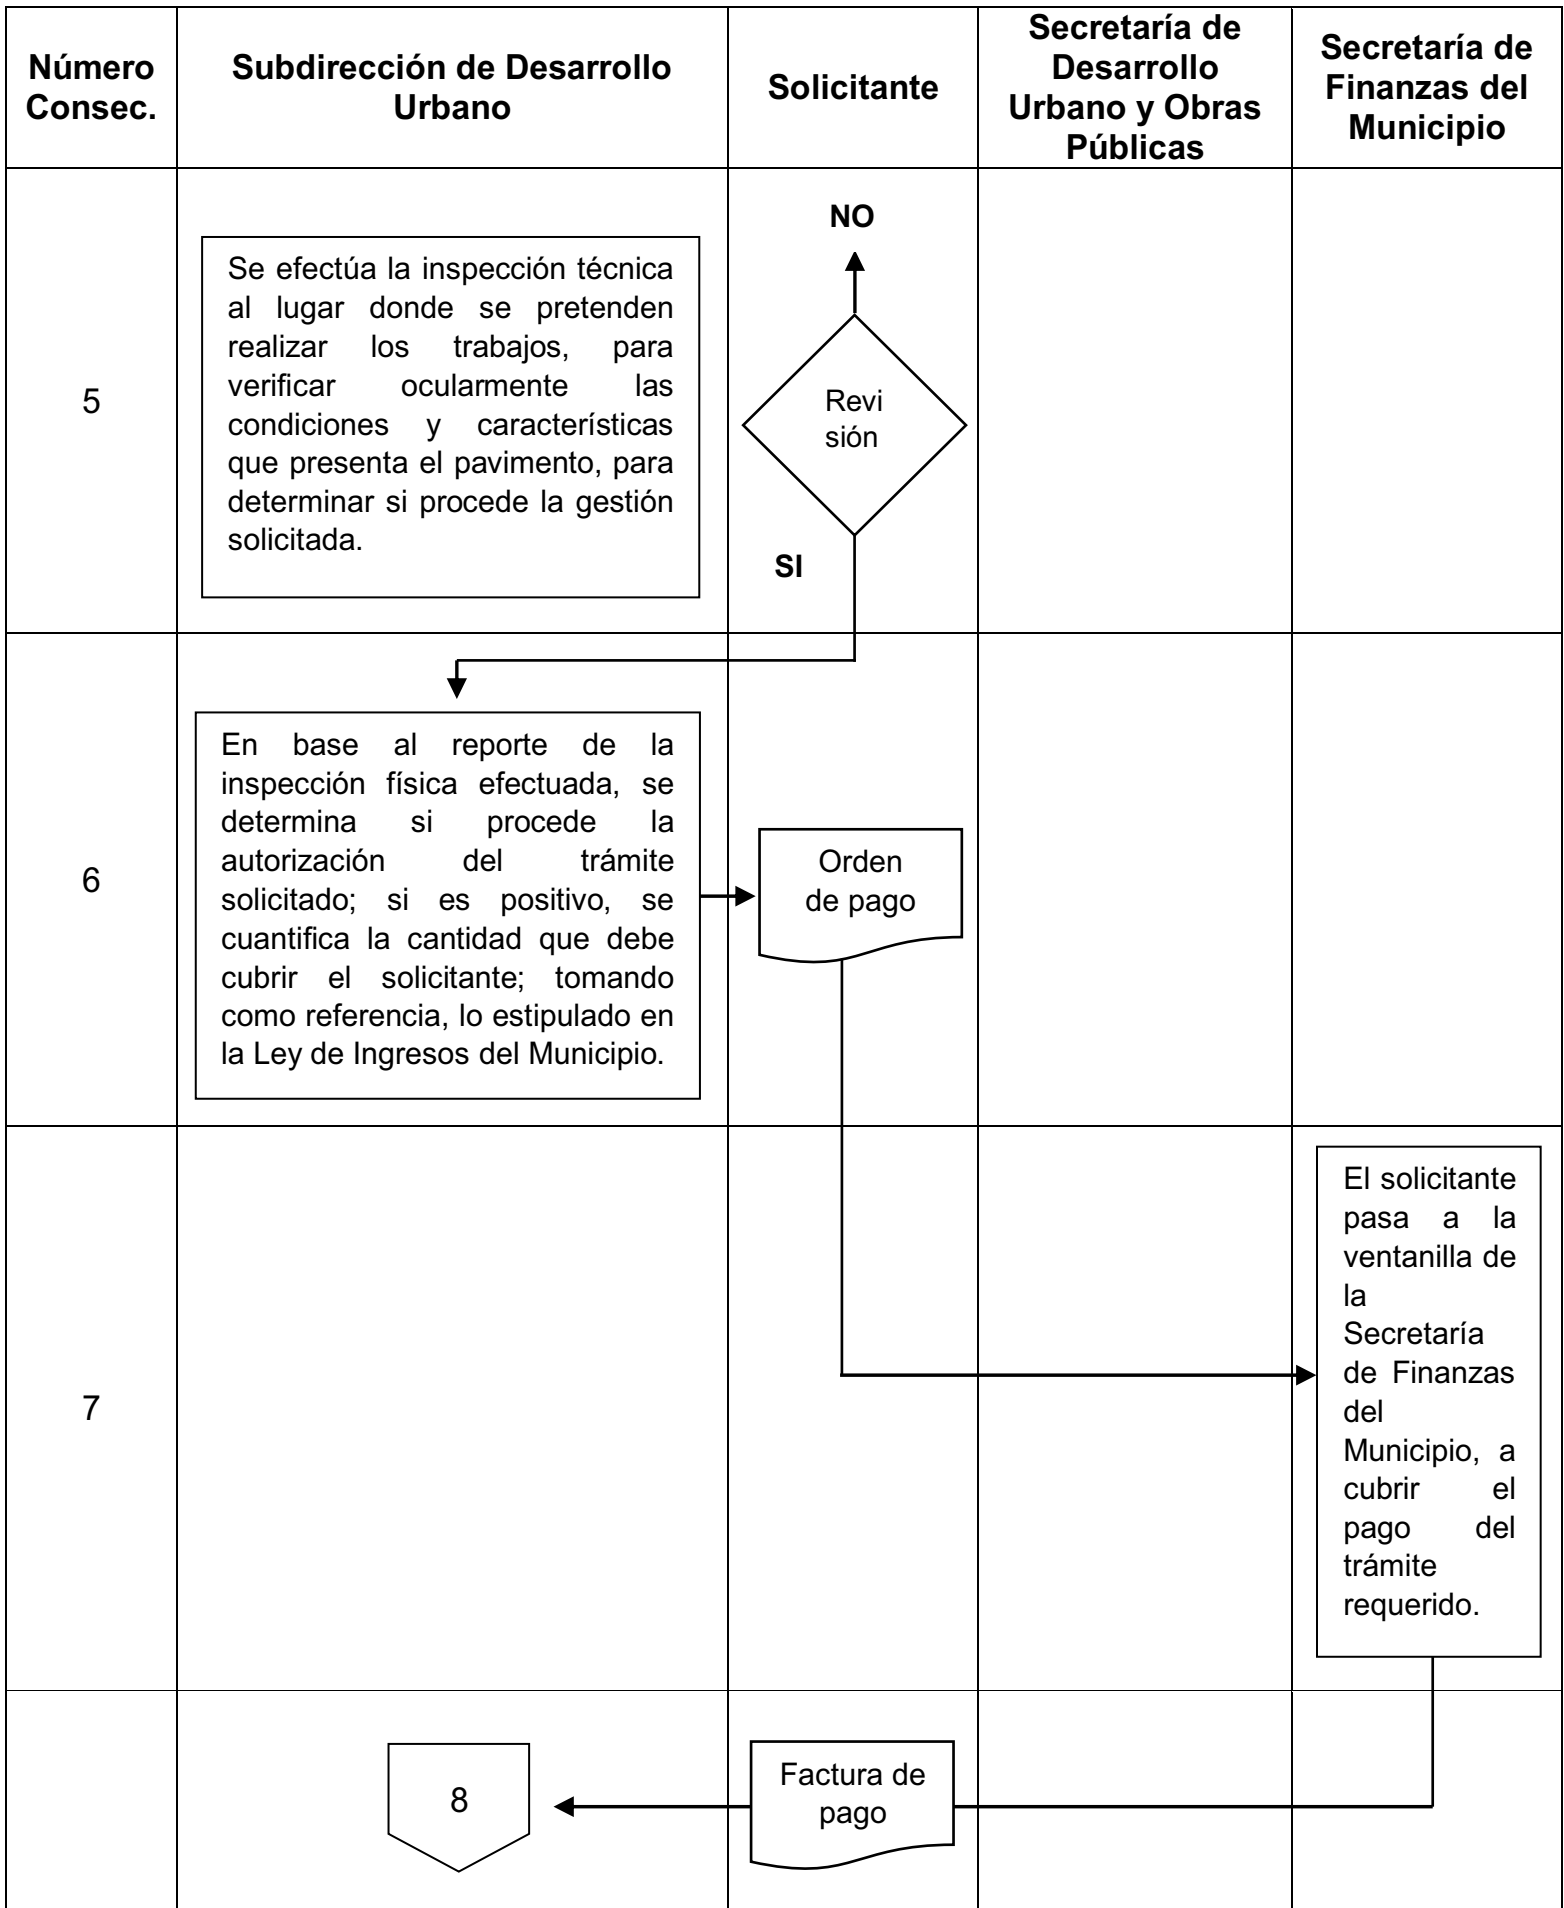 Número
Consec.
Subdirección de Desarrollo
Urbano
Solicitante
Secretaría de
Desarrollo
Urbano y Obras
Públicas
Secretaría de
Finanzas del
Municipio
5
Se efectúa la inspección técnica
al lugar donde se pretenden
realizar los trabajos, para
verificar ocularmente las
condiciones y características
que presenta el pavimento, para
determinar si procede la gestión
solicitada.
NO
Revi
sión
SI
6
En base al reporte de la
inspección física efectuada, se
determina si procede la
autorización del trámite
solicitado; si es positivo, se
cuantifica la cantidad que debe
cubrir el solicitante; tomando
como referencia, lo estipulado en
la Ley de Ingresos del Municipio.
Orden
de pago
7
El solicitante
pasa a la
ventanilla de
la
Secretaría
de Finanzas
del
Municipio, a
cubrir el
pago del
trámite
requerido.
8
Factura de
pago